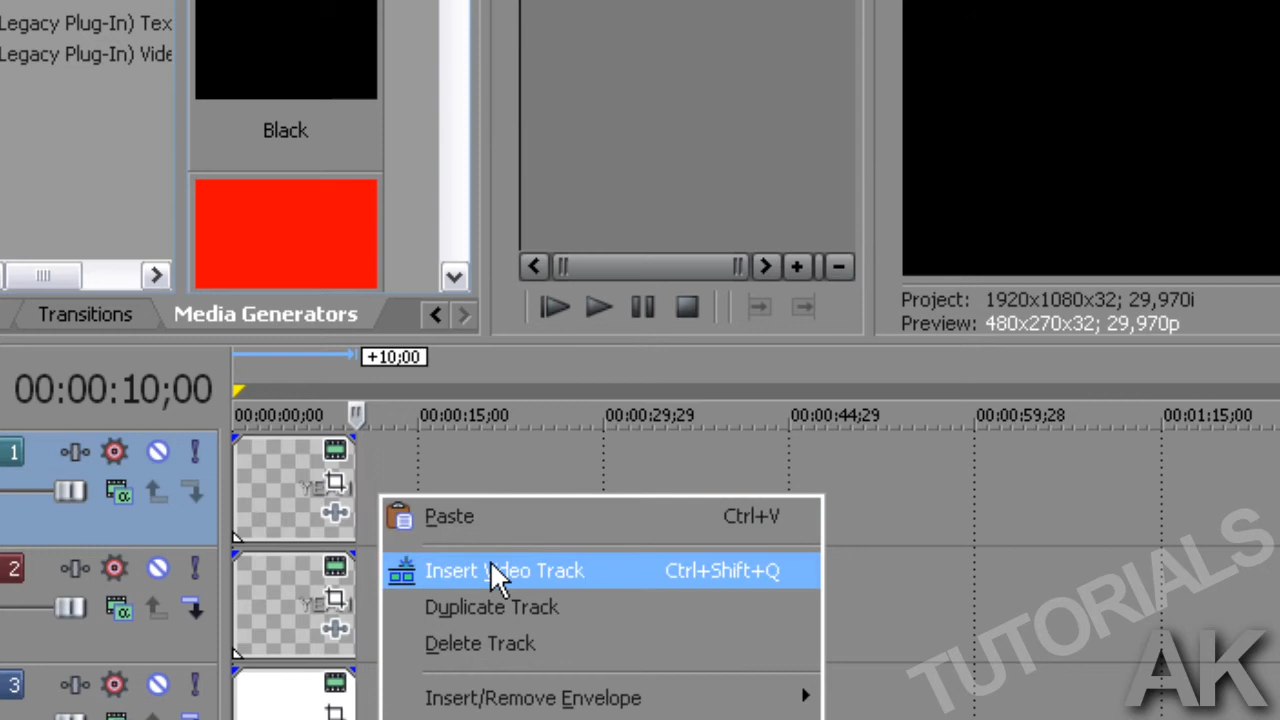 Legacy Plug-In) Tex
Legacy Plug-In) Vide
Black
Transitions
Media Generators
Project: 1920x1080x32; 29,970i
Preview: 480x270x32; 29,970p
+10;00
00:00:10;00
00:00:00;00 00:00:15;00 00:00:29;29 00:00:44;29 00:00:59;28 00:01:15;00
1
Paste Ctrl+V
Insert Video Track Ctrl+Shift+Q
2
Duplicate Track
Delete Track
3
Insert/Remove Envelope
TUTORIALS
AK